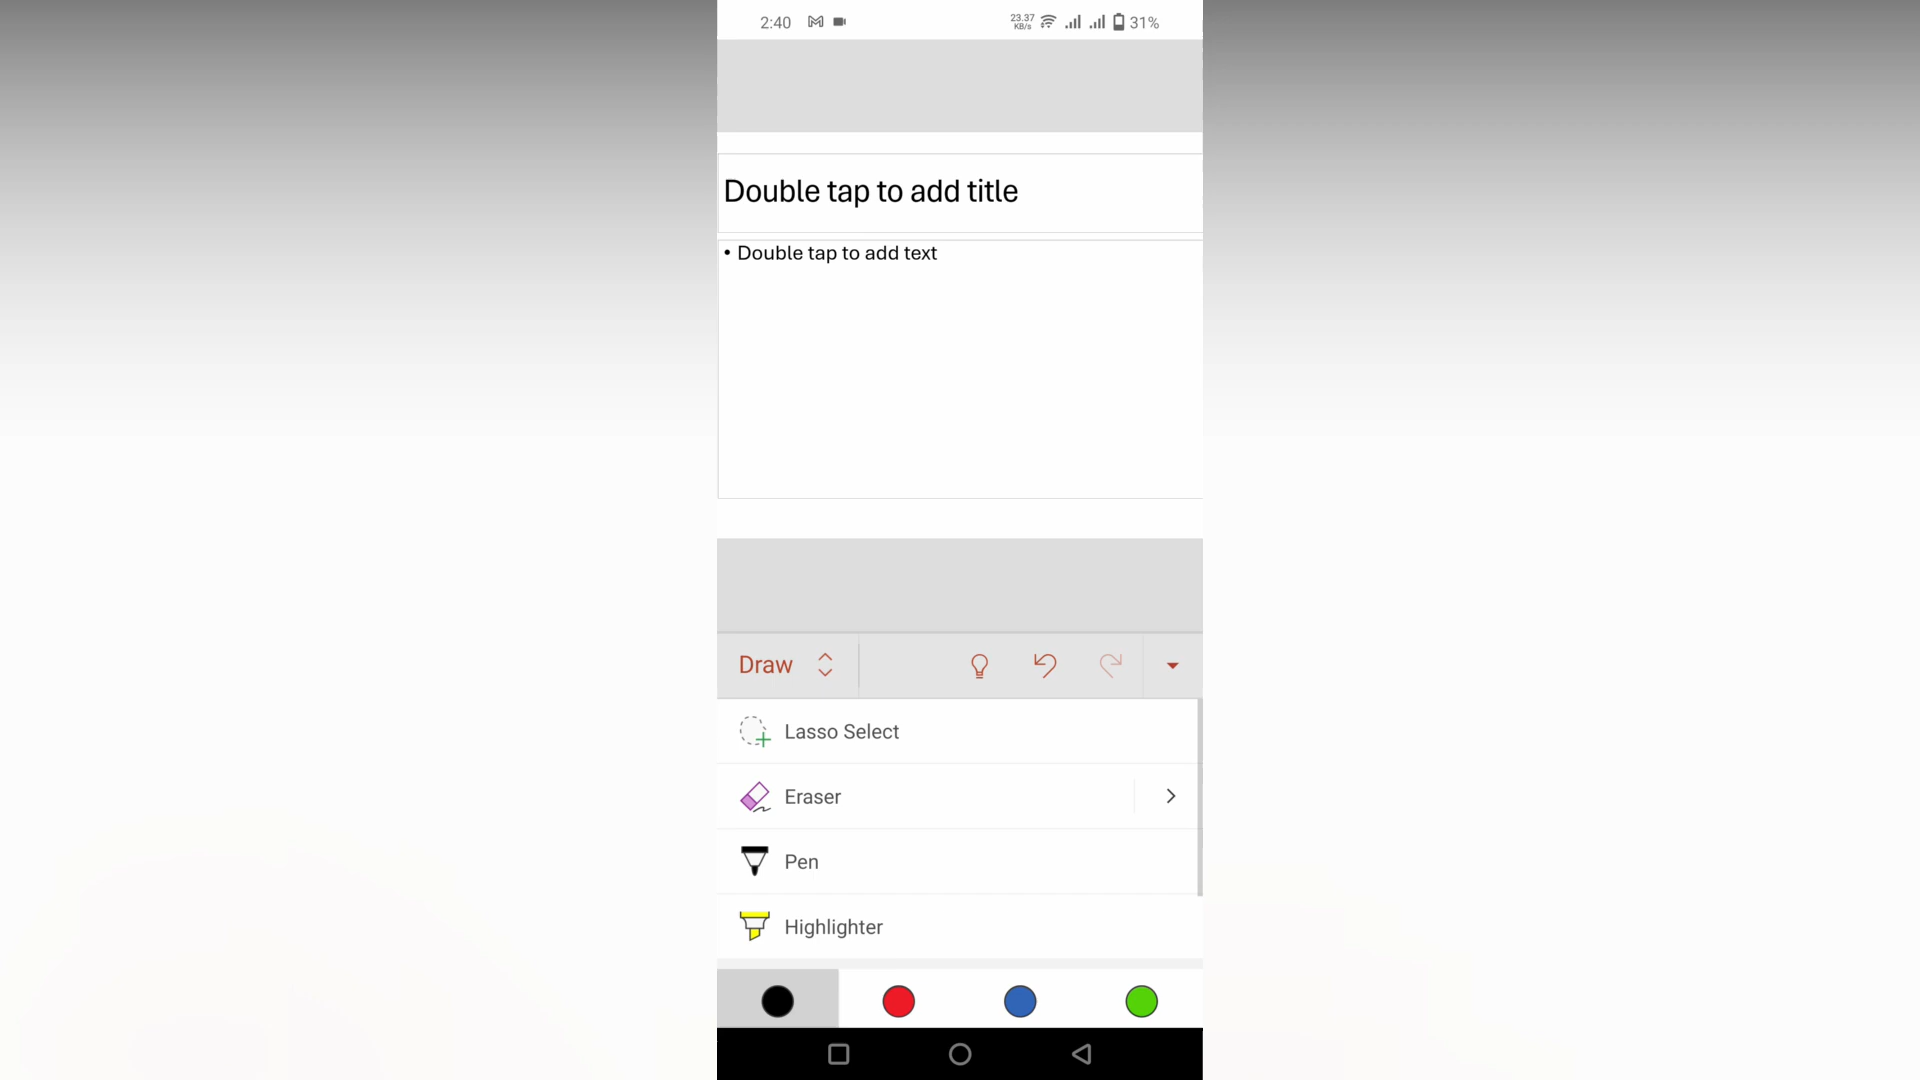 2:40 23.37 KB/s 31%
Double tap to add title
• Double tap to add text
Draw
Lasso Select
Eraser
Pen
Highlighter